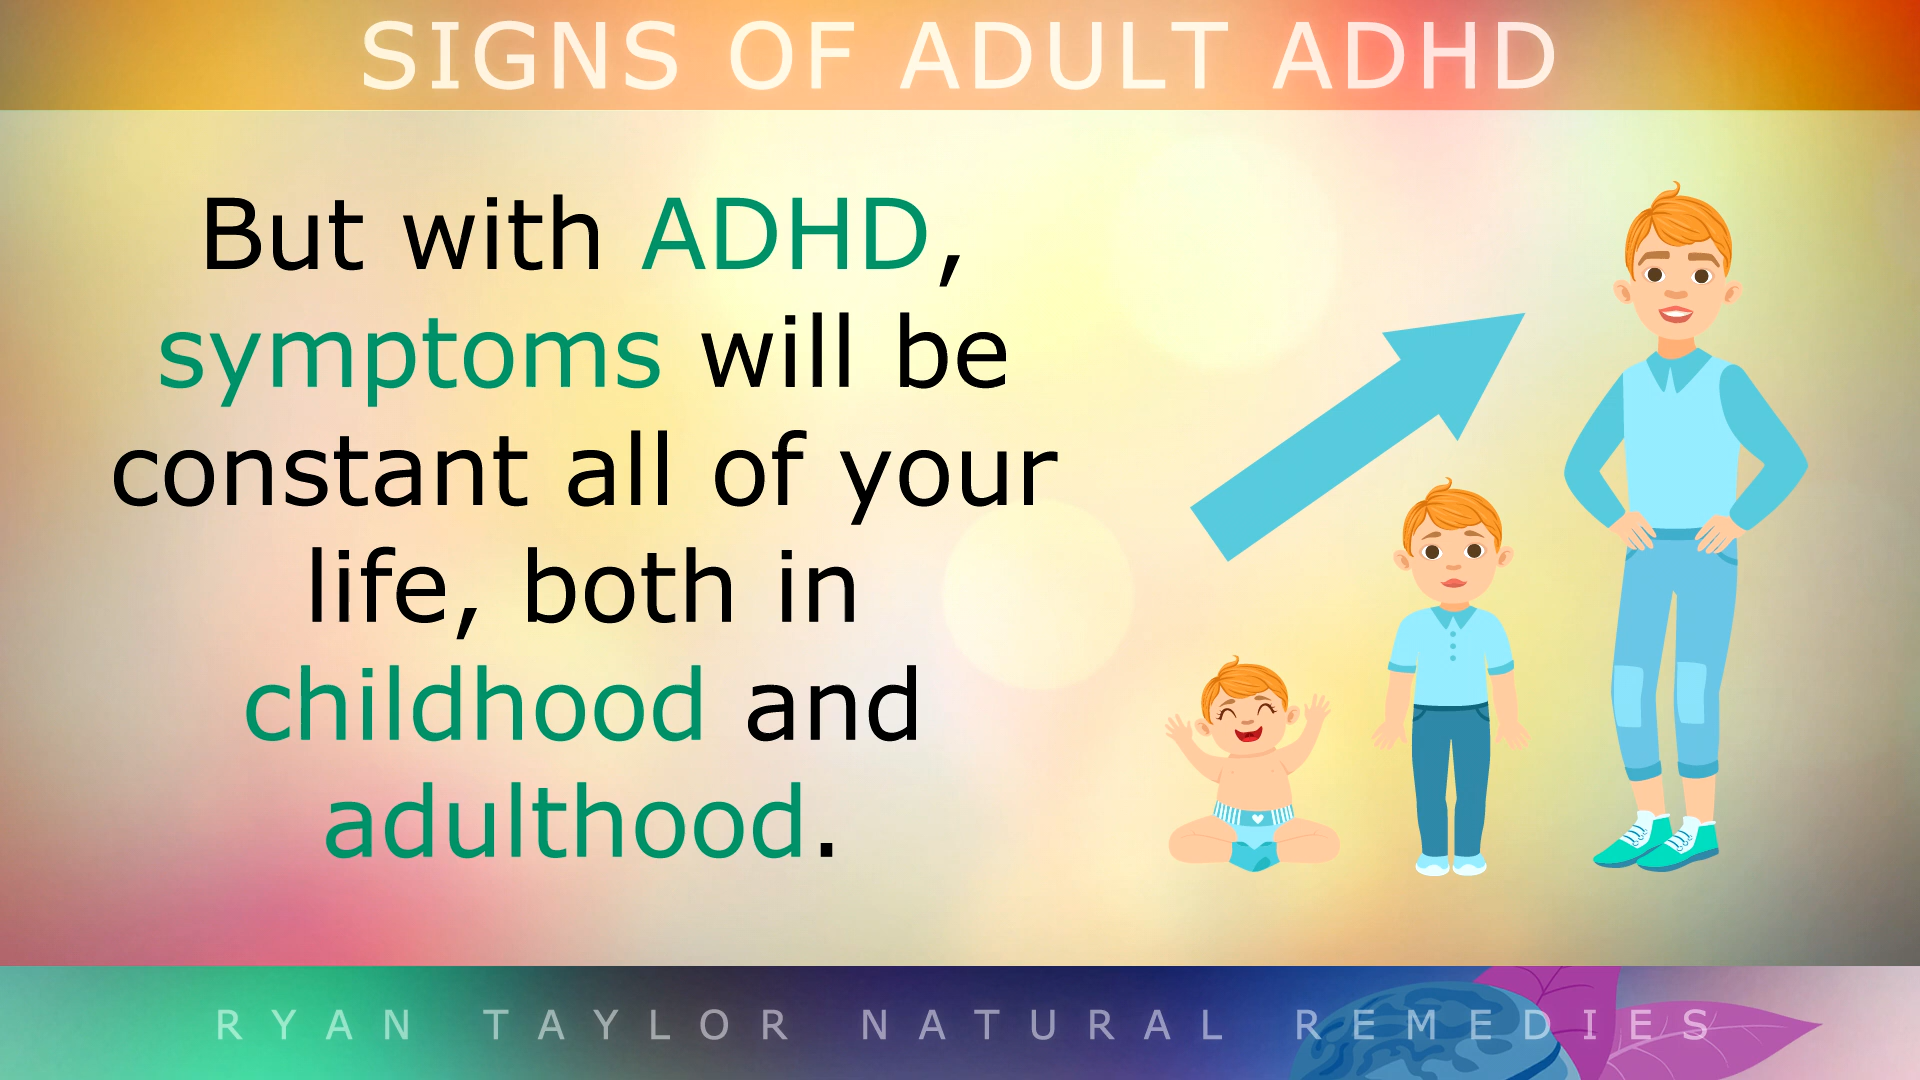 SIGNS OF ADULT ADHD
But with ADHD,
symptoms will be
constant all of your
life, both in
childhood and
adulthood.
RYAN TAYLOR NATURAL REMEDIES